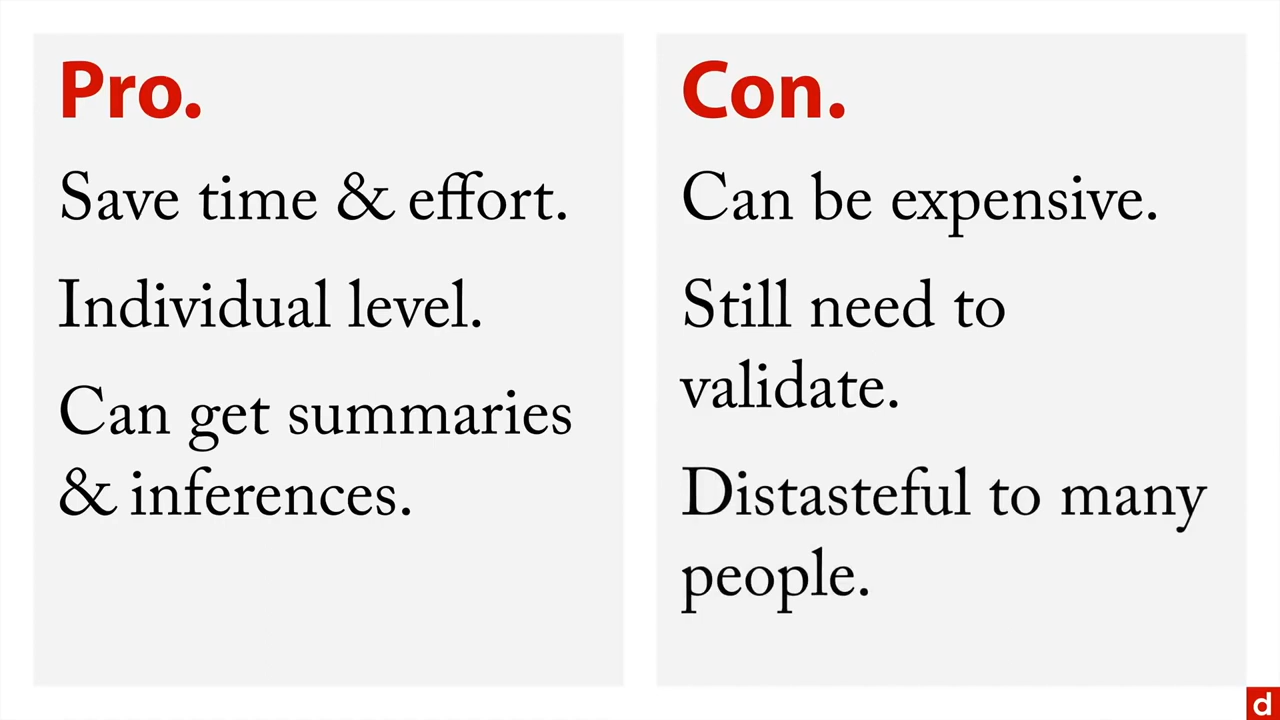 Pro.
Save time & effort.
Individual level.
Can get summaries
& inferences.
Con.
Can be expensive.
Still need to
validate.
Distasteful to many
people.
d